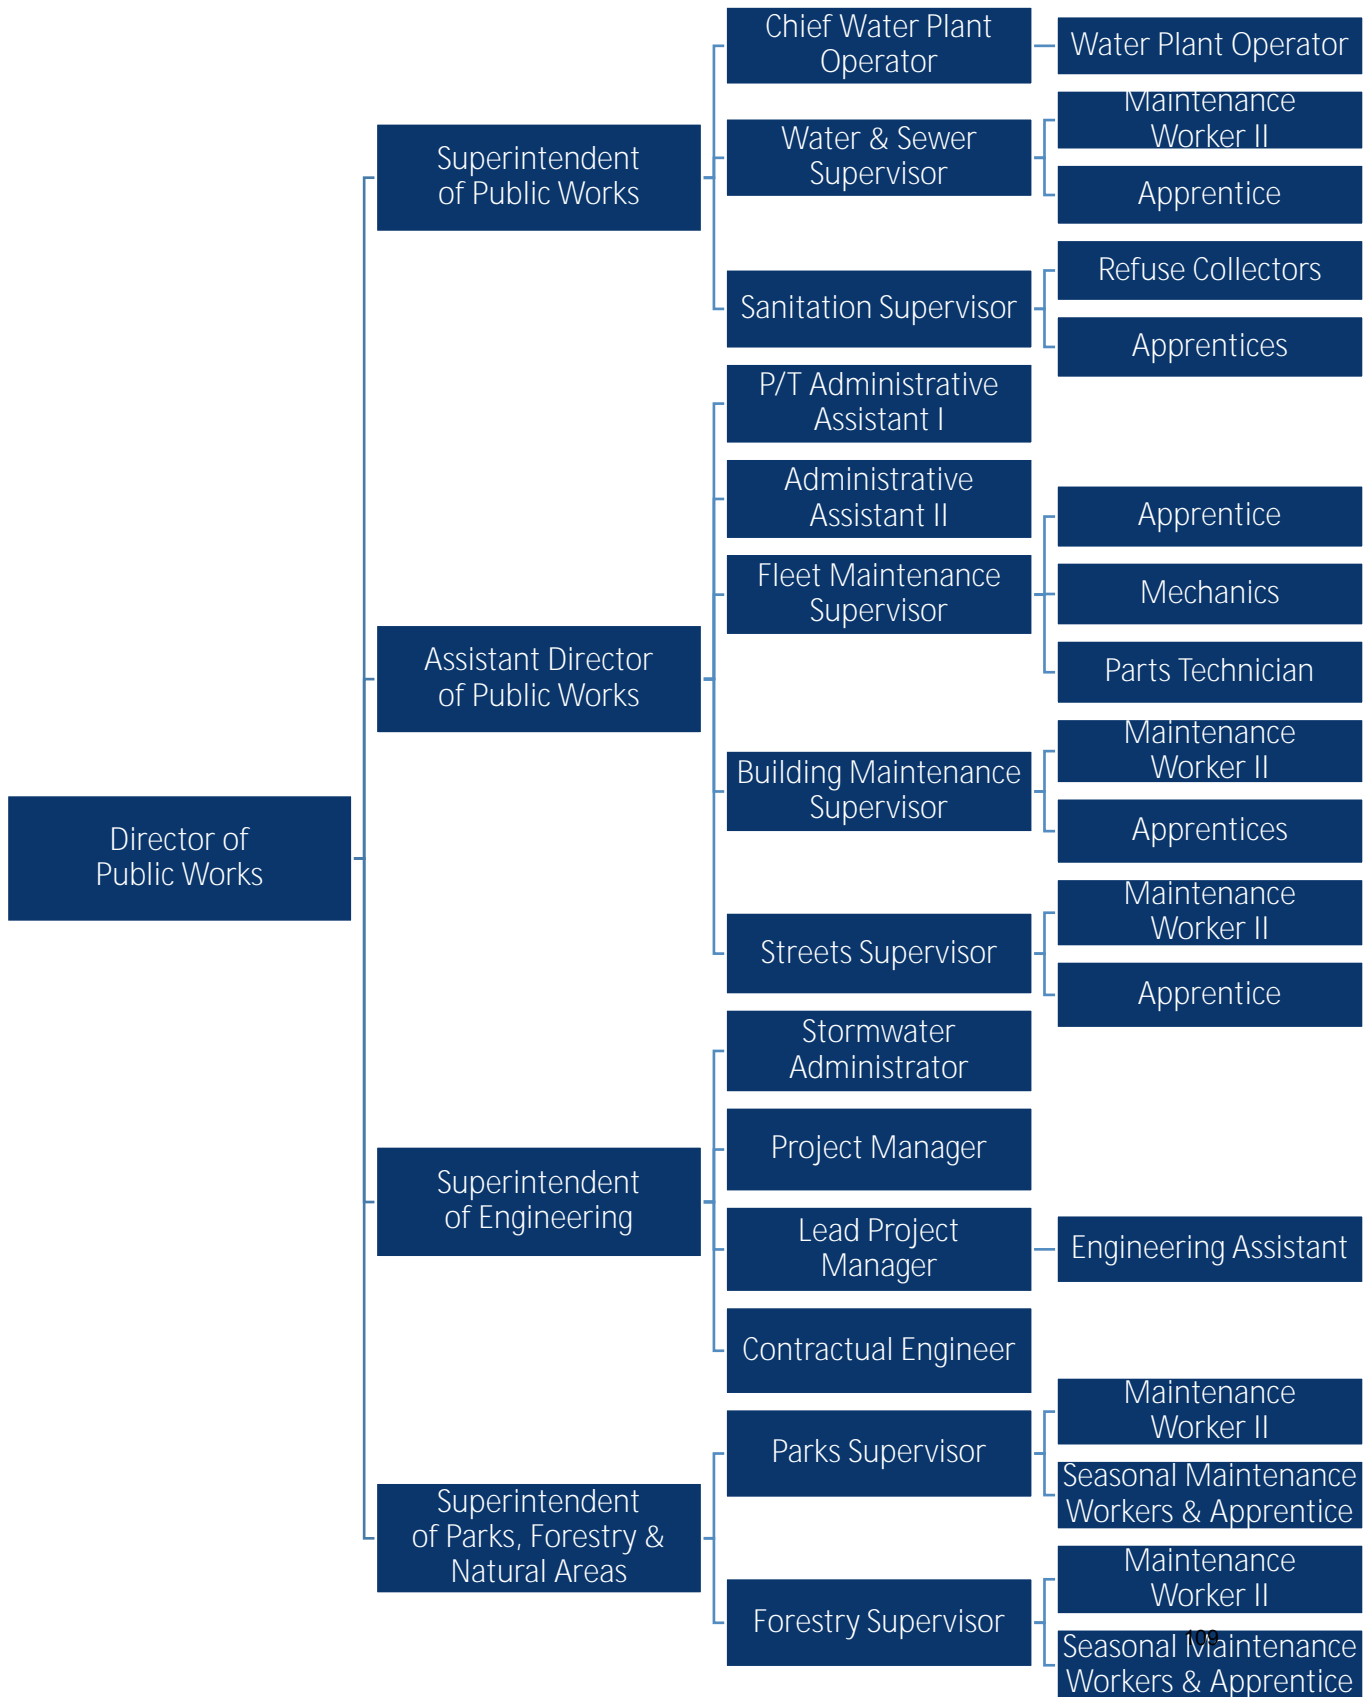 Chief Water Plant
Operator
Water Plant Operator
Superintendent
of Public Works
Water & Sewer
Supervisor
Maintenance
Worker II
Apprentice
Sanitation Supervisor
Refuse Collectors
Apprentices
P/T Administrative
Assistant I
Administrative
Assistant II
Assistant Director
of Public Works
Fleet Maintenance
Supervisor
Apprentice
Mechanics
Parts Technician
Building Maintenance
Supervisor
Maintenance
Worker II
Apprentices
Director of
Public Works
Streets Supervisor
Maintenance
Worker II
Apprentice
Stormwater
Administrator
Project Manager
Superintendent
of Engineering
Lead Project
Manager
Engineering Assistant
Contractual Engineer
Superintendent
of Parks, Forestry &
Natural Areas
Parks Supervisor
Maintenance
Worker II
Seasonal Maintenance
Workers & Apprentice
Forestry Supervisor
Maintenance
Worker II
Seasonal Maintenance
Workers & Apprentice
109